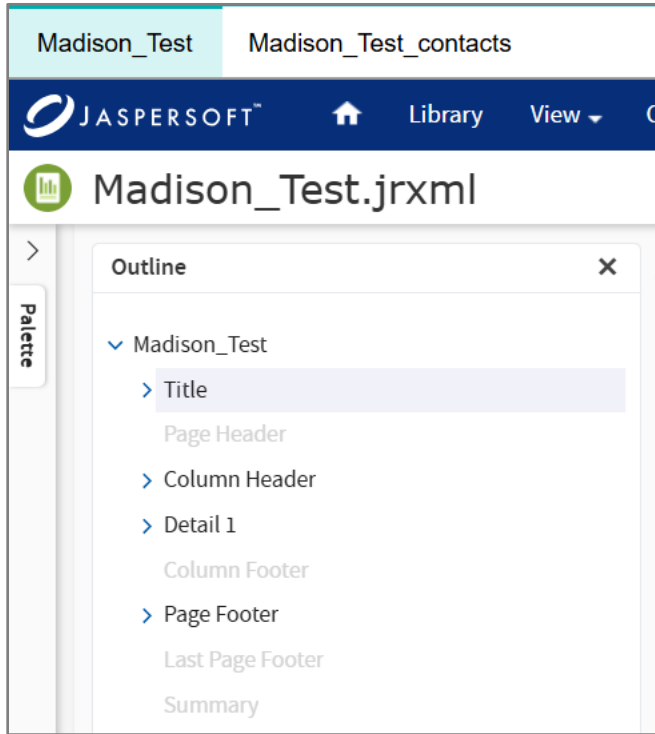 Madison_Test Madison_Test_contacts
JASPERSOFT™ Library View
Madison_Test.jrxml
Outline
Palette
Madison_Test
Title
Page Header
Column Header
Detail 1
Column Footer
Page Footer
Last Page Footer
Summary